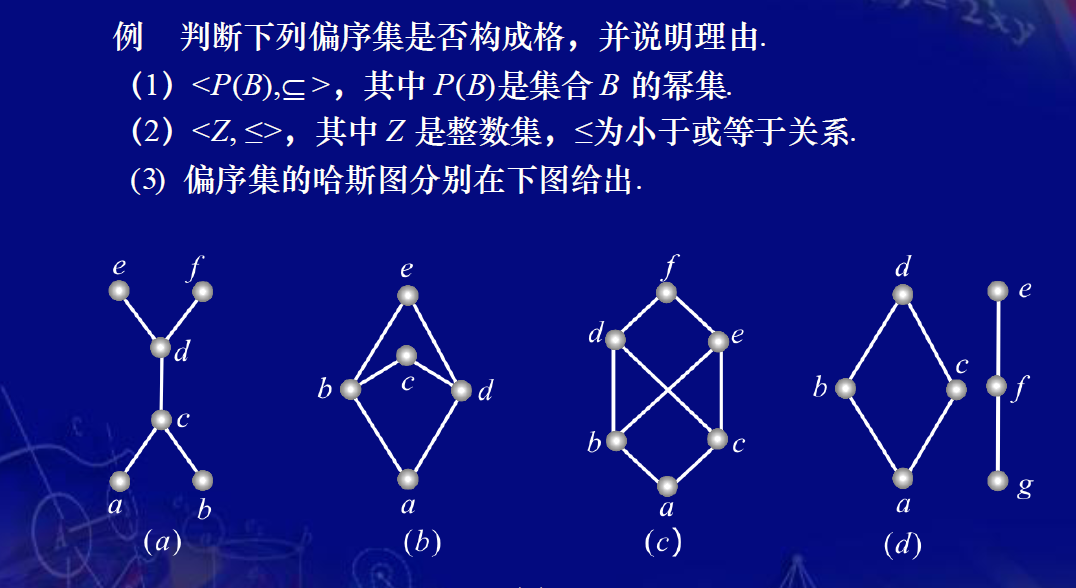 例 判断下列偏序集是否构成格，并说明理由.
（1）<P(B),⊆>，其中 P(B)是集合 B 的幂集.
（2）<Z, ≤>，其中 Z 是整数集，≤为小于或等于关系.
(3) 偏序集的哈斯图分别在下图给出.
e f
d
c
a b
(a)
e
b c d
a
(b)
f
d e
b c
a
(c)
d e
b c f
a g
(d)
2xy